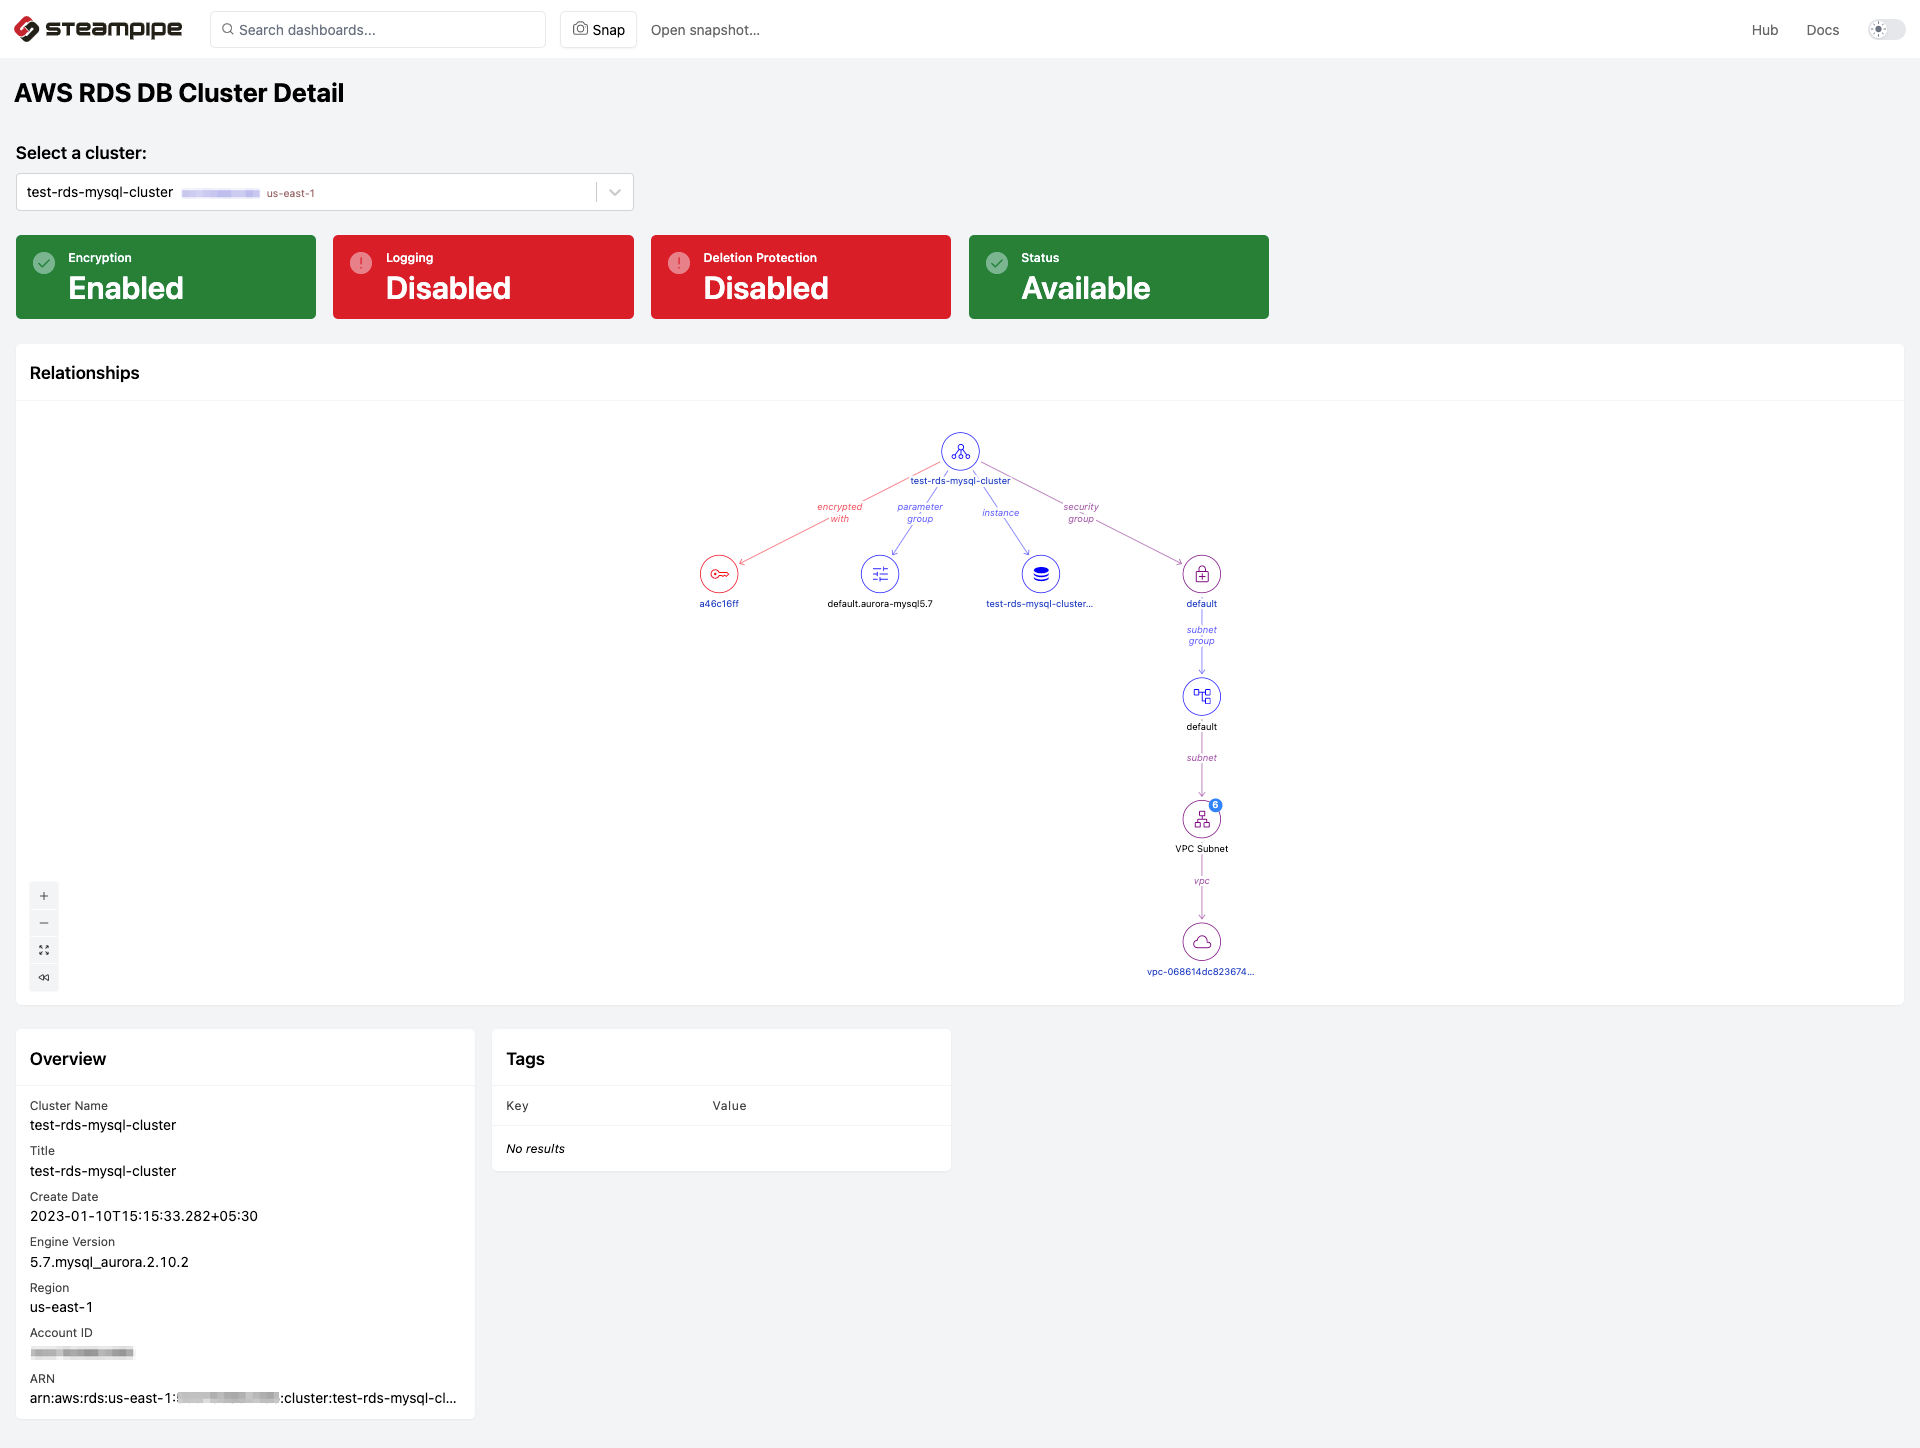 steampipe
Search dashboards...
Snap
Open snapshot...
Hub
Docs
AWS RDS DB Cluster Detail
Select a cluster:
test-rds-mysql-cluster us-east-1
Encryption
Enabled
Logging
Disabled
Deletion Protection
Disabled
Status
Available
Relationships
test-rds-mysql-cluster
encrypted
with
parameter
group
instance
security
group
a46c16ff
default.aurora-mysql5.7
test-rds-mysql-cluster...
default
subnet
group
default
subnet
6
VPC Subnet
vpc
vpc-068614dc823674...
Overview
Cluster Name
test-rds-mysql-cluster
Title
test-rds-mysql-cluster
Create Date
2023-01-10T15:15:33.282+05:30
Engine Version
5.7.mysql_aurora.2.10.2
Region
us-east-1
Account ID
ARN
arn:aws:rds:us-east-1: :cluster:test-rds-mysql-cl...
Tags
Key Value
No results